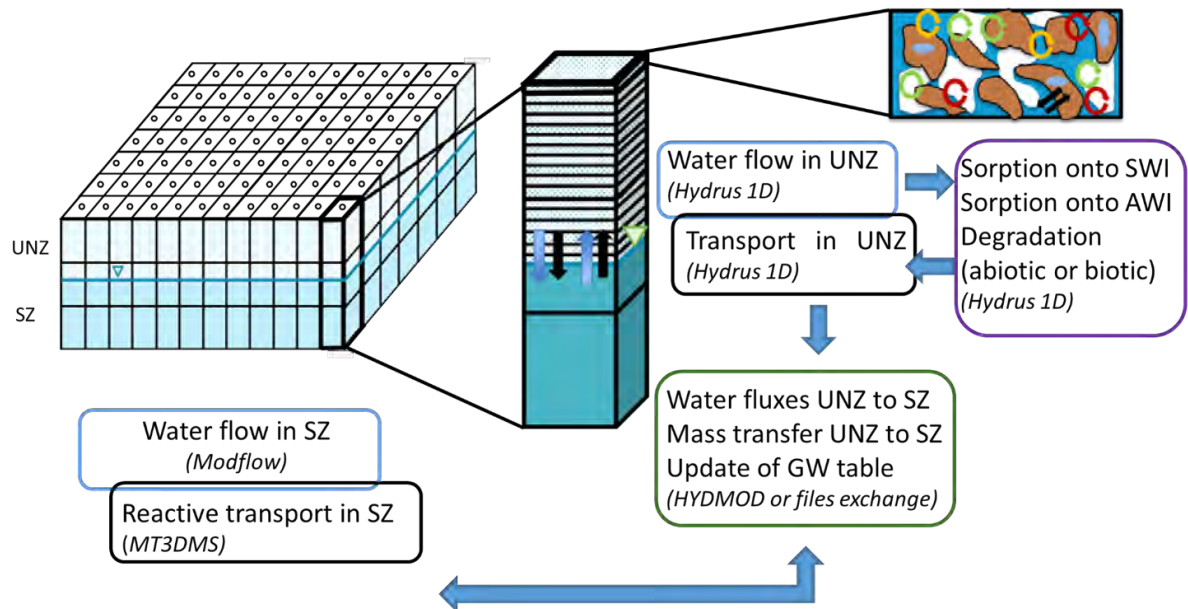 UNZ
SZ
Water flow in UNZ
(Hydrus 1D)
Transport in UNZ
(Hydrus 1D)
Sorption onto SWI
Sorption onto AWI
Degradation
(abiotic or biotic)
(Hydrus 1D)
Water fluxes UNZ to SZ
Mass transfer UNZ to SZ
Update of GW table
(HYDMOD or files exchange)
Water flow in SZ
(Modflow)
Reactive transport in SZ
(MT3DMS)